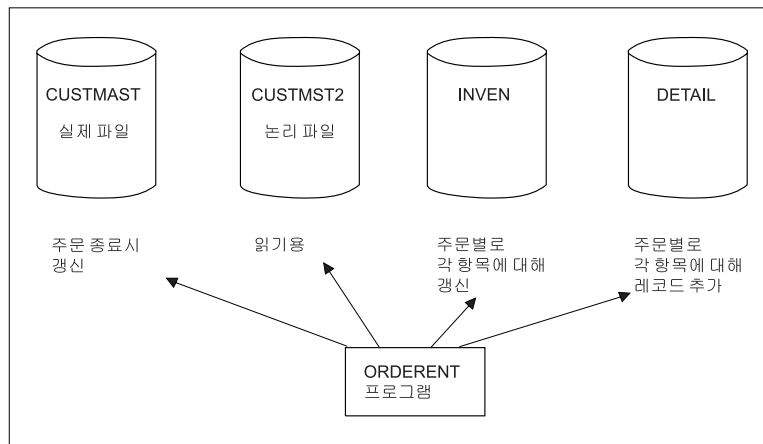 CUSTMAST
실제 파일
CUSTMST2
논리 파일
INVEN
DETAIL
주문 종료시
갱신
읽기용
주문별로
각 항목에 대해
갱신
주문별로
각 항목에 대해
레코드 추가
ORDERENT
프로그램